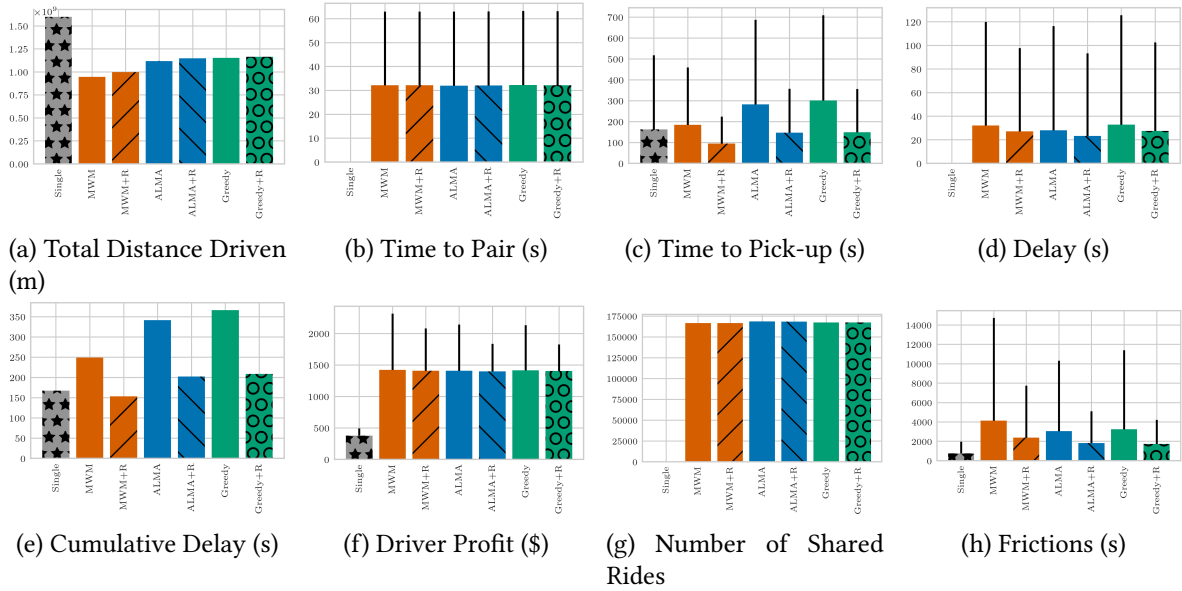 ×10⁹
1.50
1.25
1.00
0.75
0.50
0.25
0.00
Single
MWM
MWM+R
ALMA
ALMA+R
Greedy
Greedy+R
(a) Total Distance Driven
(m)
60
50
40
30
20
10
0
Single
MWM
MWM+R
ALMA
ALMA+R
Greedy
Greedy+R
(b) Time to Pair (s)
700
600
500
400
300
200
100
0
Single
MWM
MWM+R
ALMA
ALMA+R
Greedy
Greedy+R
(c) Time to Pick-up (s)
120
100
80
60
40
20
0
Single
MWM
MWM+R
ALMA
ALMA+R
Greedy
Greedy+R
(d) Delay (s)
350
300
250
200
150
100
50
0
Single
MWM
MWM+R
ALMA
ALMA+R
Greedy
Greedy+R
(e) Cumulative Delay (s)
2000
1500
1000
500
0
Single
MWM
MWM+R
ALMA
ALMA+R
Greedy
Greedy+R
(f) Driver Profit ($)
175000
150000
125000
100000
75000
50000
25000
0
Single
MWM
MWM+R
ALMA
ALMA+R
Greedy
Greedy+R
(g) Number of Shared
Rides
14000
12000
10000
8000
6000
4000
2000
0
Single
MWM
MWM+R
ALMA
ALMA+R
Greedy
Greedy+R
(h) Frictions (s)